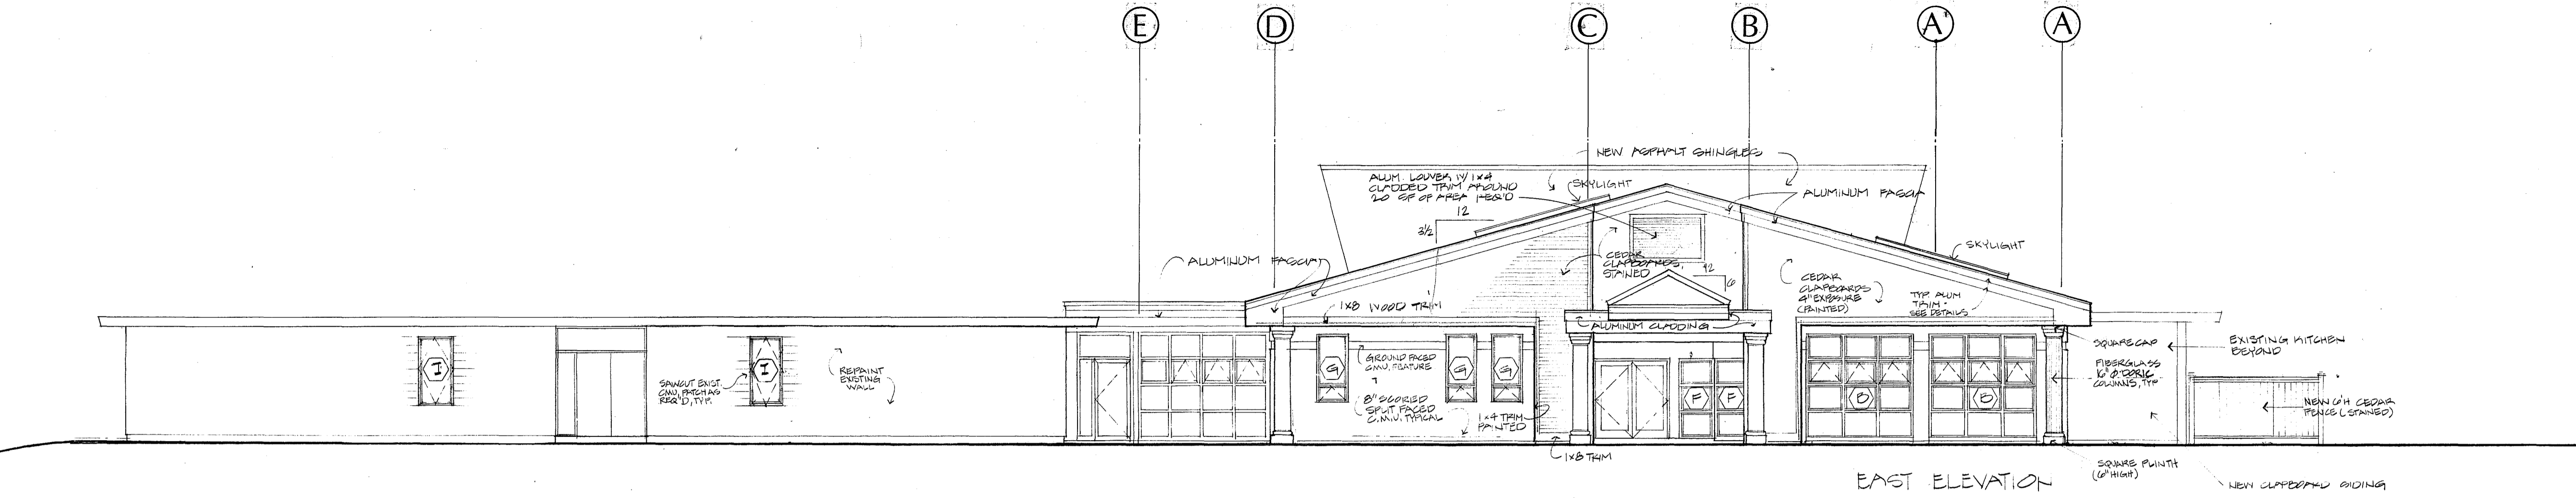 E
D
C
B
A'
A
NEW ASPHALT SHINGLES
ALUM. LOUVER W/ 1x4
CLADDED TRIM AROUND
20 SF OF AREA REQ'D
SKYLIGHT
ALUMINUM FASCIA
12
3½
SKYLIGHT
ALUMINUM FASCIA
CEDAR
CLAPBOARDS,
STAINED
12
6
CEDAR
CLAPBOARDS
4" EXPOSURE
(PAINTED)
TYP. ALUM
TRIM -
SEE DETAILS
1x8 WOOD TRIM
ALUMINUM CLADDING
SQUARE CAP
EXISTING KITCHEN
BEYOND
I
I
SAWCUT EXIST.
CMU, PATCH AS
REQ'D, TYP.
REPAINT
EXISTING
WALL
G
G
G
GROUND FACED
CMU, FEATURE
8" SCORED
SPLIT FACED
C.M.U. TYPICAL
1x4 TRIM
PAINTED
F
F
B
B
FIBERGLASS
16" Ø DORIC
COLUMNS, TYP
NEW 6'H CEDAR
FENCE (STAINED)
1x8 TRIM
SQUARE PLINTH
(6" HIGH)
NEW CLAPBOARD SIDING
EAST ELEVATION